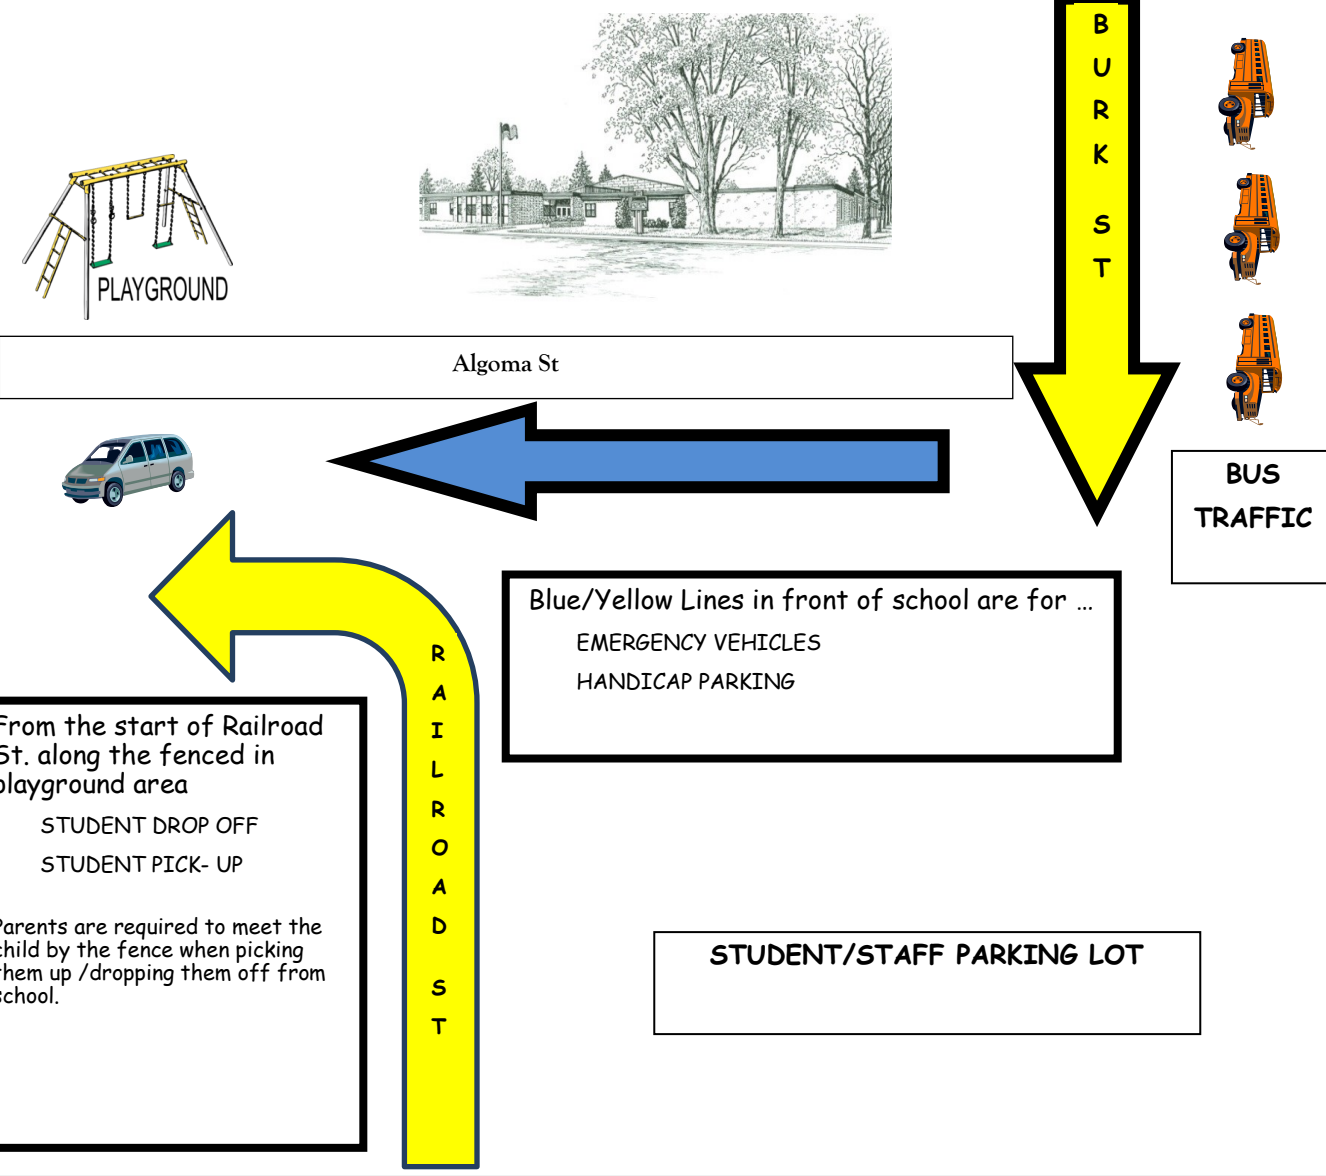 BURK ST
PLAYGROUND
Algoma St
BUS
TRAFFIC
Blue/Yellow Lines in front of school are for ...
EMERGENCY VEHICLES
HANDICAP PARKING
RAILROAD ST
From the start of Railroad
St. along the fenced in
playground area
STUDENT DROP OFF
STUDENT PICK- UP
Parents are required to meet the
child by the fence when picking
them up /dropping them off from
school.
STUDENT/STAFF PARKING LOT